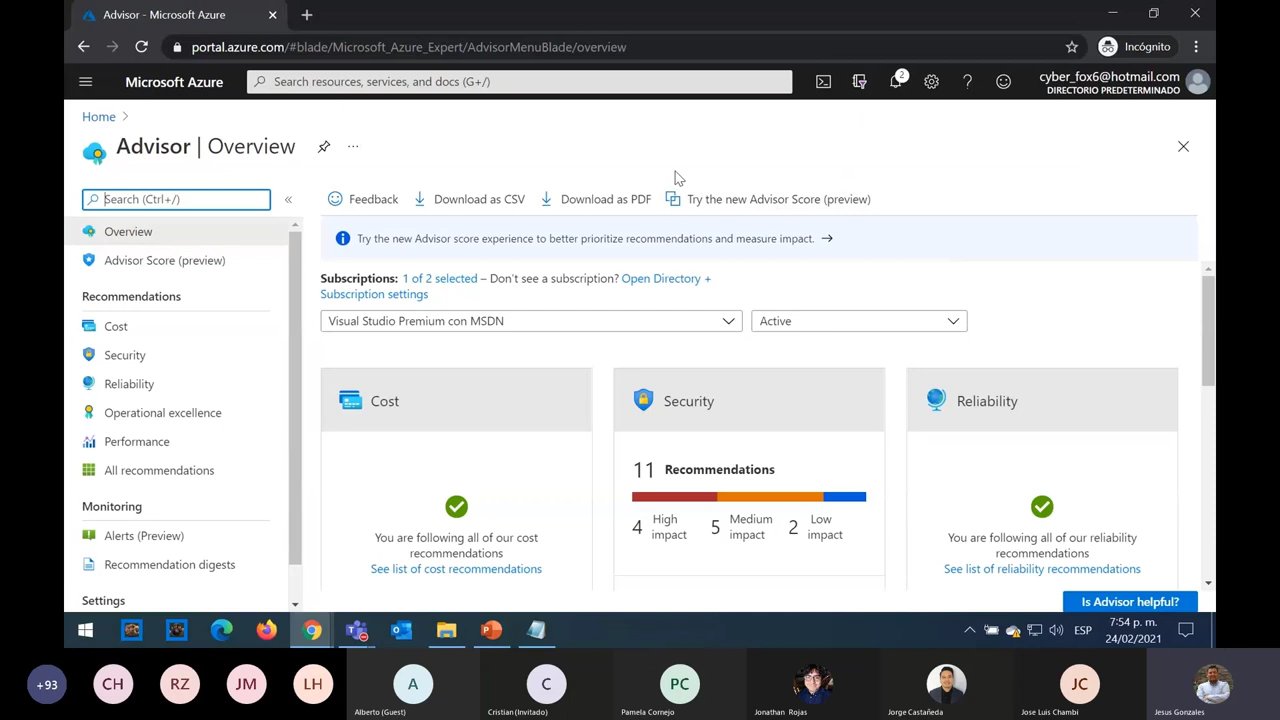 Advisor - Microsoft Azure
portal.azure.com/#blade/Microsoft_Azure_Expert/AdvisorMenuBlade/overview
Incógnito
Microsoft Azure
Search resources, services, and docs (G+/)
2
cyber_fox6@hotmail.com
DIRECTORIO PREDETERMINADO
Home
Advisor | Overview
Search (Ctrl+/)
Feedback
Download as CSV
Download as PDF
Try the new Advisor Score (preview)
Overview
Advisor Score (preview)
Recommendations
Cost
Security
Reliability
Operational excellence
Performance
All recommendations
Monitoring
Alerts (Preview)
Recommendation digests
Settings
Try the new Advisor score experience to better prioritize recommendations and measure impact. →
Subscriptions: 1 of 2 selected – Don't see a subscription? Open Directory +
Subscription settings
Visual Studio Premium con MSDN
Active
Cost
You are following all of our cost
recommendations
See list of cost recommendations
Security
11 Recommendations
4 High impact
5 Medium impact
2 Low impact
Reliability
You are following all of our reliability
recommendations
See list of reliability recommendations
Is Advisor helpful?
ESP
7:54 p. m.
24/02/2021
+93
CH
RZ
JM
LH
A
Alberto (Guest)
C
Cristian (Invitado)
PC
Pamela Cornejo
Jonathan Rojas
Jorge Castañeda
JC
Jose Luis Chambi
Jesus Gonzales